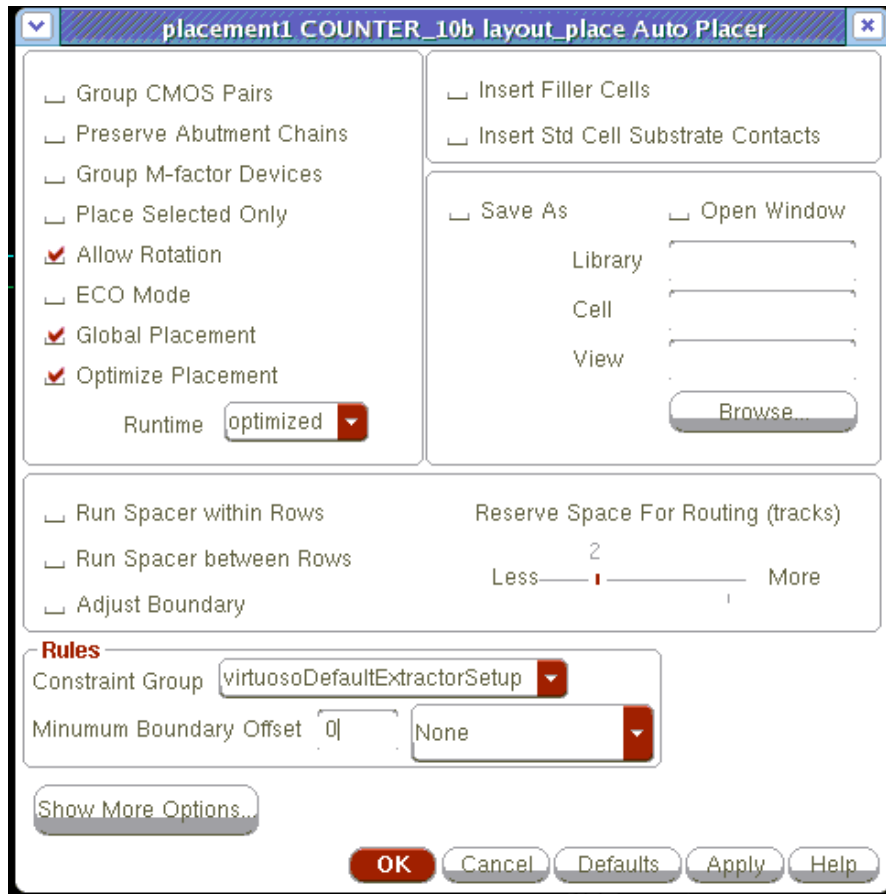 placement1 COUNTER_10b layout_place Auto Placer
Group CMOS Pairs
Preserve Abutment Chains
Group M-factor Devices
Place Selected Only
Allow Rotation
ECO Mode
Global Placement
Optimize Placement
Runtime optimized
Insert Filler Cells
Insert Std Cell Substrate Contacts
Save As Open Window
Library
Cell
View
Browse...
Run Spacer within Rows
Run Spacer between Rows
Adjust Boundary
Reserve Space For Routing (tracks)
2
Less More
Rules
Constraint Group virtuosoDefaultExtractorSetup
Minumum Boundary Offset 0 None
Show More Options...
OK Cancel Defaults Apply Help